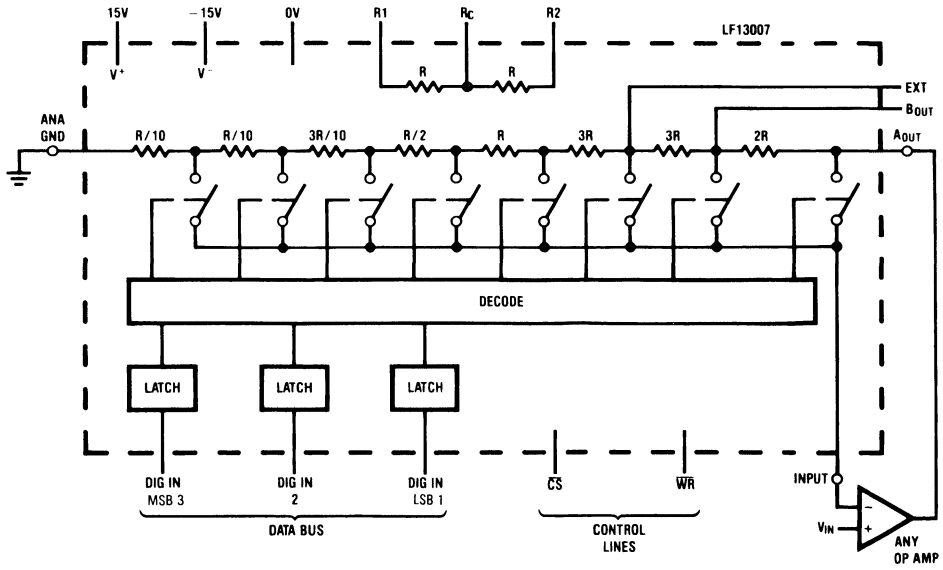 15V
−15V
0V
R1
RC
R2
LF13007
V+
V−
R
R
EXT
BOUT
ANA
GND
R/10
R/10
3R/10
R/2
R
3R
3R
2R
AOUT
DECODE
LATCH
LATCH
LATCH
DIG IN
MSB 3
DIG IN
2
DIG IN
LSB 1
CS
WR
INPUT
DATA BUS
CONTROL
LINES
VIN
−
+
ANY
OP AMP